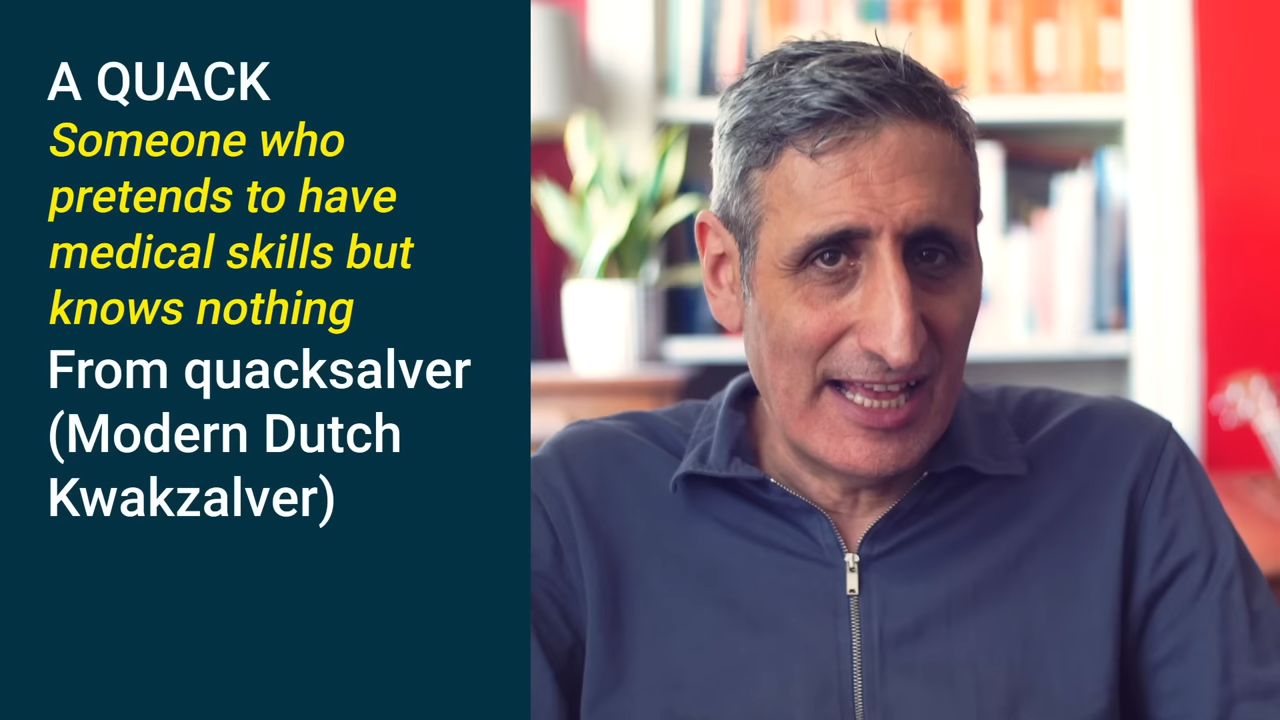 A QUACK
Someone who
pretends to have
medical skills but
knows nothing
From quacksalver
(Modern Dutch
Kwakzalver)